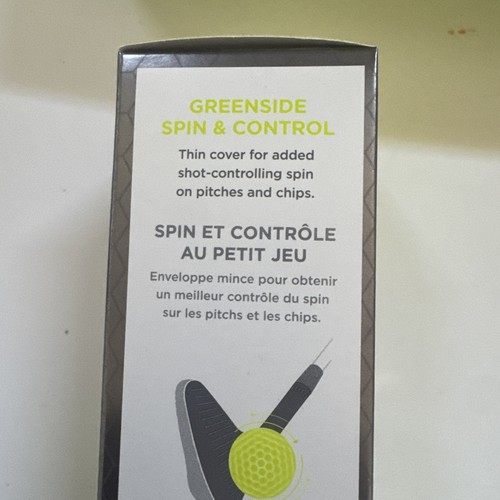 GREENSIDE
SPIN & CONTROL
Thin cover for added
shot-controlling spin
on pitches and chips.
SPIN ET CONTRÔLE
AU PETIT JEU
Enveloppe mince pour obtenir
un meilleur contrôle du spin
sur les pitchs et les chips.